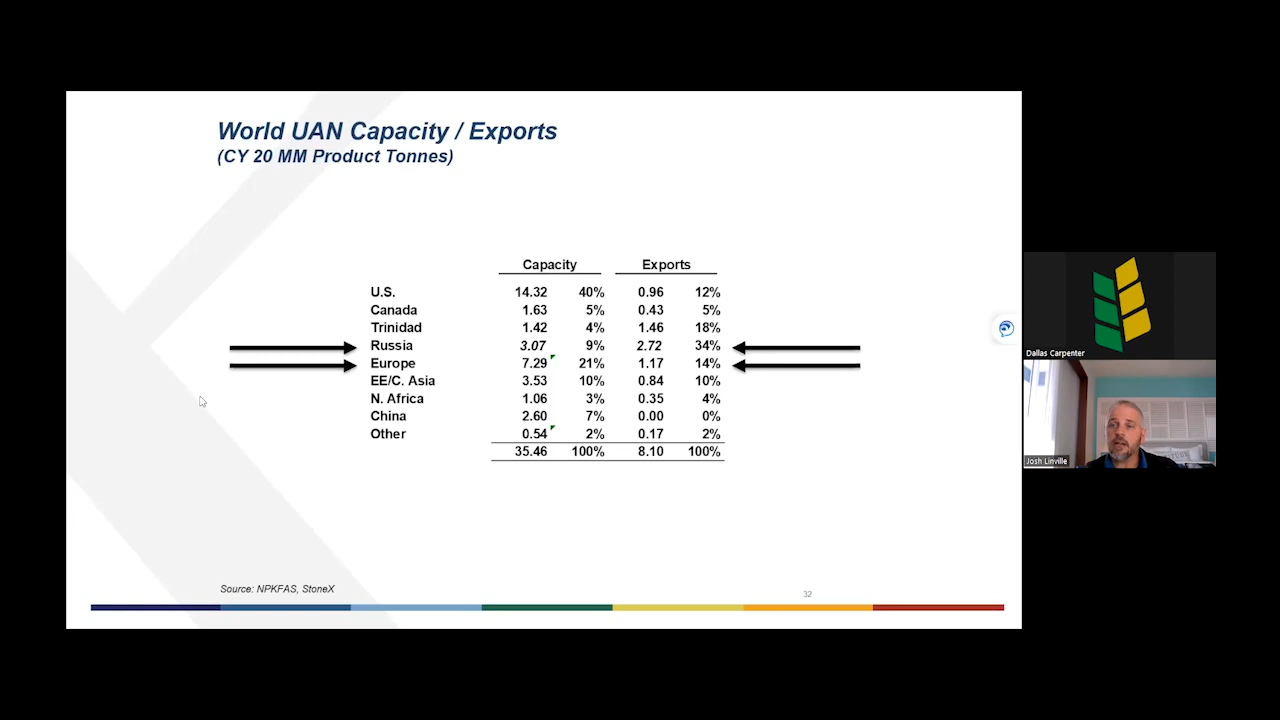 World UAN Capacity / Exports
(CY 20 MM Product Tonnes)
Capacity Exports
U.S. 14.32 40% 0.96 12%
Canada 1.63 5% 0.43 5%
Trinidad 1.42 4% 1.46 18%
Russia 3.07 9% 2.72 34%
Europe 7.29 21% 1.17 14%
EE/C. Asia 3.53 10% 0.84 10%
N. Africa 1.06 3% 0.35 4%
China 2.60 7% 0.00 0%
Other 0.54 2% 0.17 2%
35.46 100% 8.10 100%
Source: NPKFAS, StoneX
32
Dallas Carpenter
Josh Linville